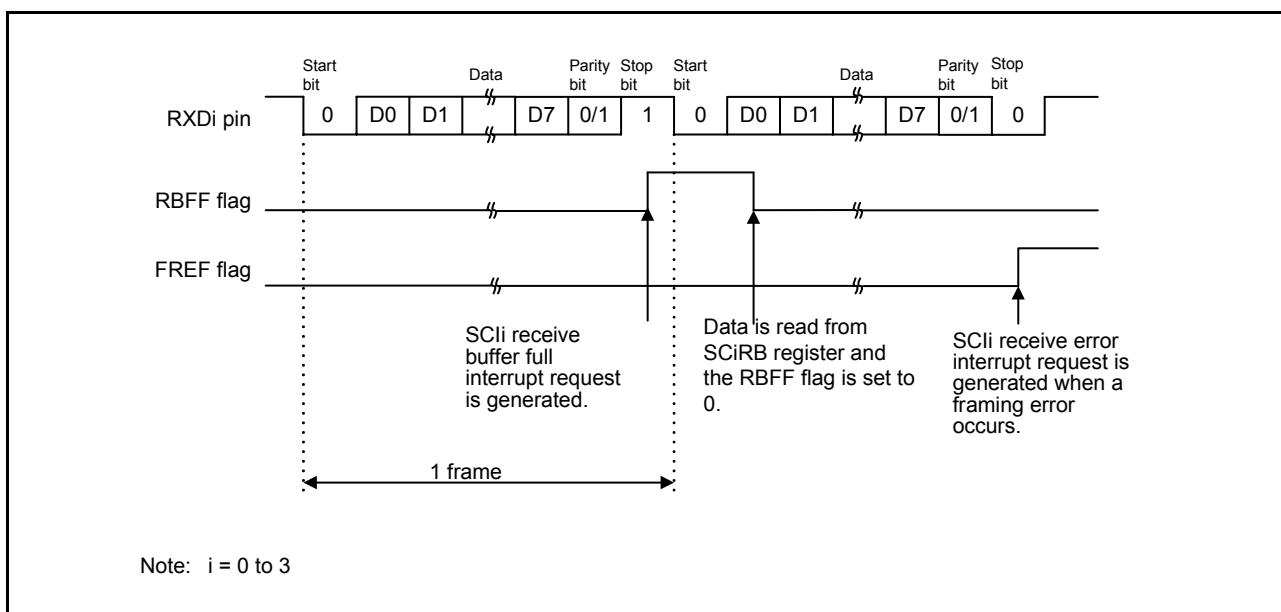 Start
bit
Data
Parity
bit
Stop
bit
Start
bit
Data
Parity
bit
Stop
bit
RXDi pin
0 D0 D1 D7 0/1 1 0 D0 D1 D7 0/1 0
RBFF flag
FREF flag
SCIi receive
buffer full
interrupt request
is generated.
Data is read from
SCiRB register and
the RBFF flag is set to
0.
SCIi receive error
interrupt request is
generated when a
framing error
occurs.
1 frame
Note: i = 0 to 3